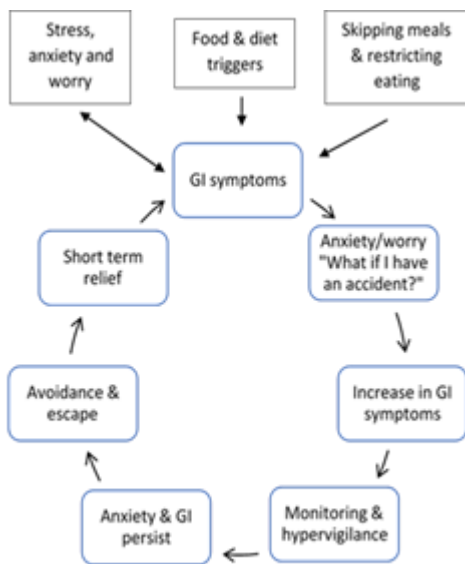 Stress,
anxiety and
worry
Food & diet
triggers
Skipping meals
& restricting
eating
GI symptoms
Anxiety/worry
"What if I have
an accident?"
Increase in GI
symptoms
Monitoring &
hypervigilance
Anxiety & GI
persist
Avoidance &
escape
Short term
relief